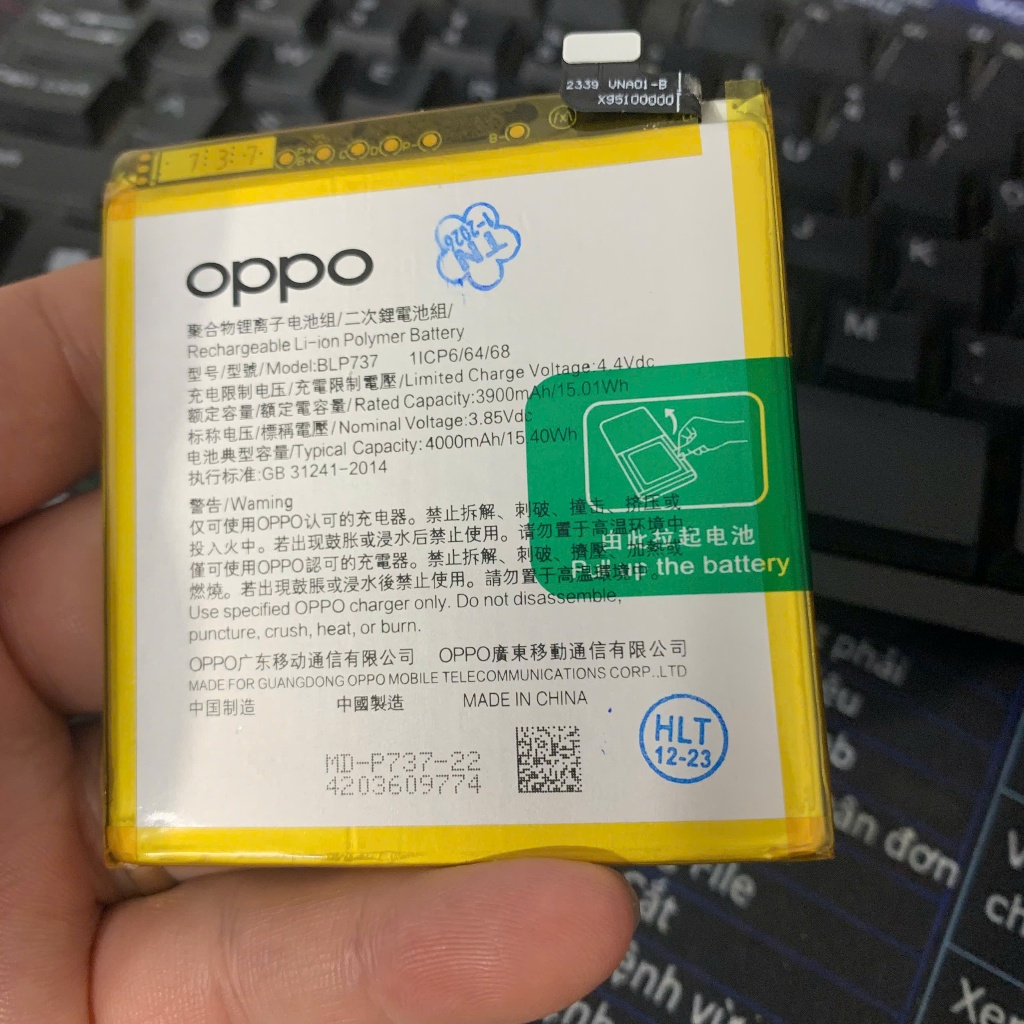 2339 VNA01-B
X95100000
7:3:7
B-
oppo
TN
1-2026
聚合物锂离子电池组/二次鋰電池組/
Rechargeable Li-ion Polymer Battery
型号/型號/Model:BLP737 1ICP6/64/68
充电限制电压/充電限制電壓/Limited Charge Voltage:4.4Vdc
额定容量/額定電容量/Rated Capacity:3900mAh/15.01Wh
标称电压/標稱電壓/Nominal Voltage:3.85Vdc
电池典型容量/Typical Capacity: 4000mAh/15.40Wh
执行标准:GB 31241-2014
警告/Warning
仅可使用OPPO认可的充电器。禁止拆解、刺破、撞击、挤压或
投入火中。若出现鼓胀或浸水后禁止使用。请勿置于高温环境中。
僅可使用OPPO認可的充電器。禁止拆解、刺破、擠壓、加熱或
燃燒。若出現鼓脹或浸水後禁止使用。請勿置于高溫環境中。
Use specified OPPO charger only. Do not disassemble,
puncture, crush, heat, or burn.
由此拉起电池
Pull up the battery
OPPO广东移动通信有限公司 OPPO廣東移動通信有限公司
MADE FOR GUANGDONG OPPO MOBILE TELECOMMUNICATIONS CORP.,LTD
中国制造 中國製造 MADE IN CHINA
MD-P737-22
4203609774
HLT
12-23
M
K
J
phải
ản đơn
File
cắt